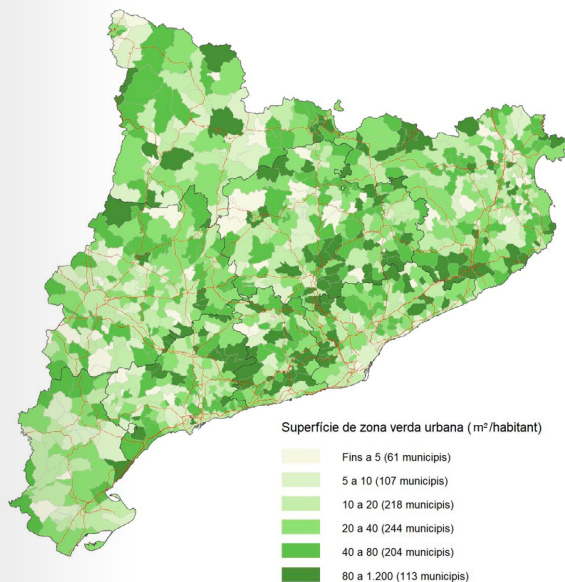 Superfície de zona verda urbana (m²/habitant)
Fins a 5 (61 municipis)
5 a 10 (107 municipis)
10 a 20 (218 municipis)
20 a 40 (244 municipis)
40 a 80 (204 municipis)
80 a 1.200 (113 municipis)